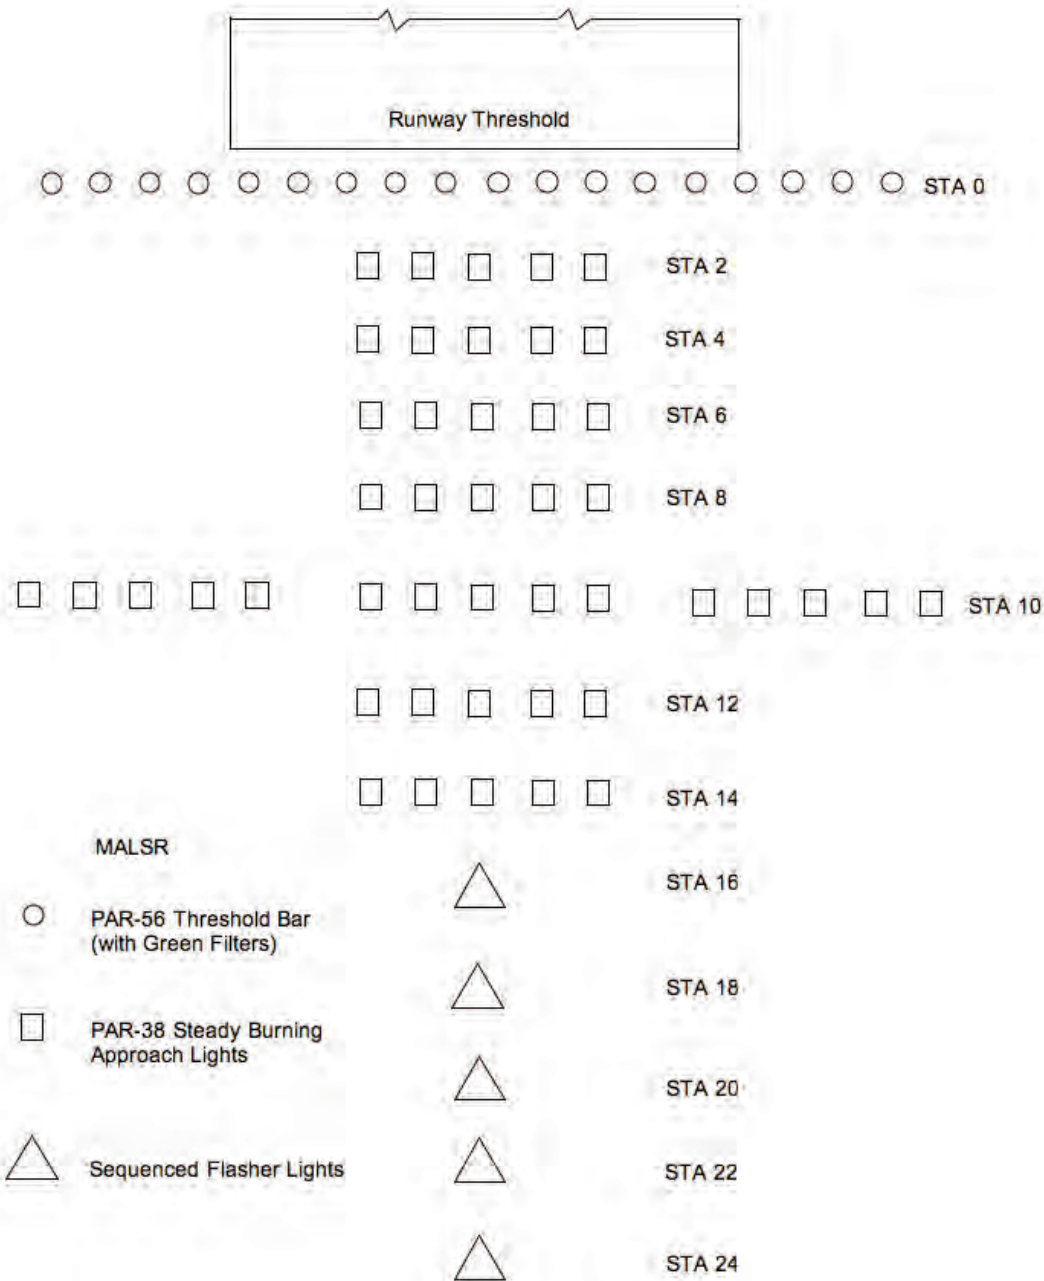 Runway Threshold
STA 0
STA 2
STA 4
STA 6
STA 8
STA 10
STA 12
STA 14
MALSR
STA 16
PAR-56 Threshold Bar
(with Green Filters)
STA 18
PAR-38 Steady Burning
Approach Lights
STA 20
Sequenced Flasher Lights
STA 22
STA 24